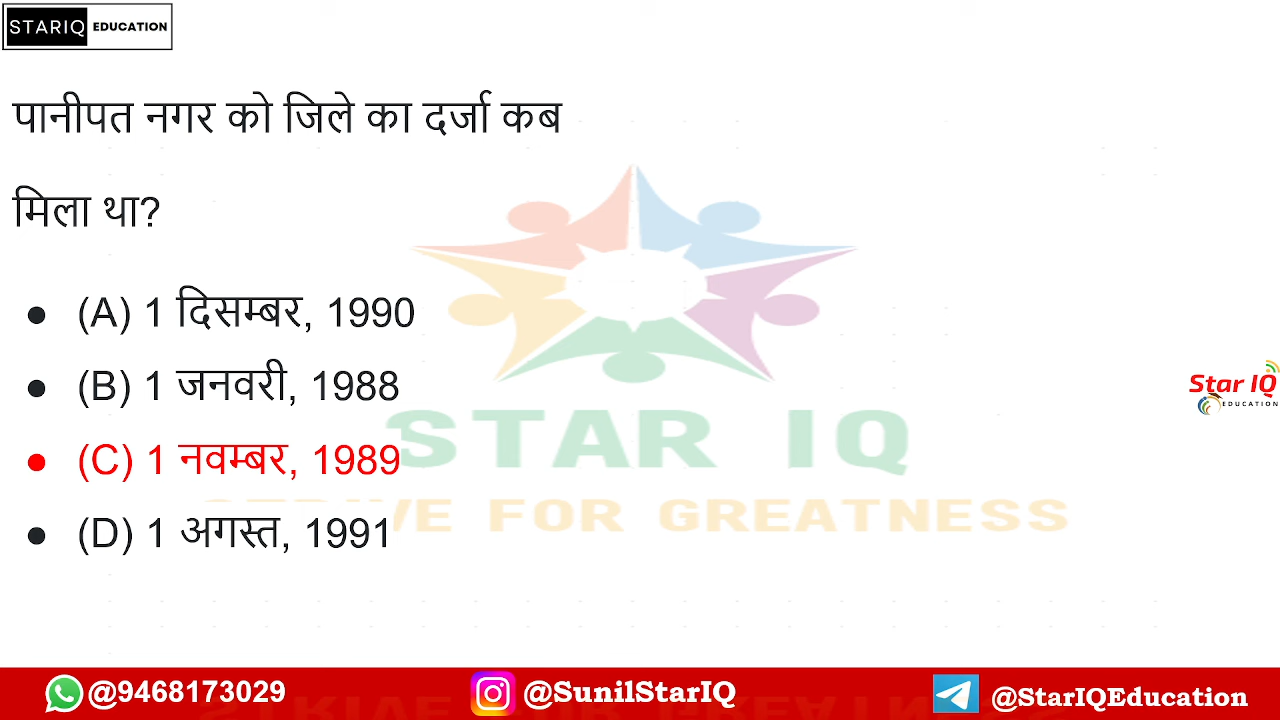 STARIQ EDUCATION
पानीपत नगर को जिले का दर्जा कब
मिला था?
● (A) 1 दिसम्बर, 1990
● (B) 1 जनवरी, 1988
● (C) 1 नवम्बर, 1989
● (D) 1 अगस्त, 1991
STAR IQ
FOR GREATNESS
Star IQ
EDUCATION
@9468173029 @SunilStarIQ @StarIQEducation